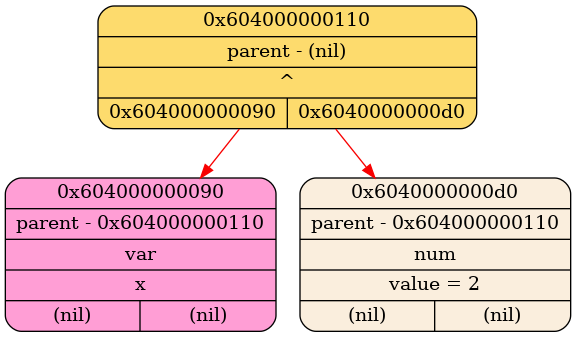 0x604000000110
parent - (nil)
^
0x604000000090 0x6040000000d0
0x604000000090
parent - 0x604000000110
var
x
(nil) (nil)
0x6040000000d0
parent - 0x604000000110
num
value = 2
(nil) (nil)